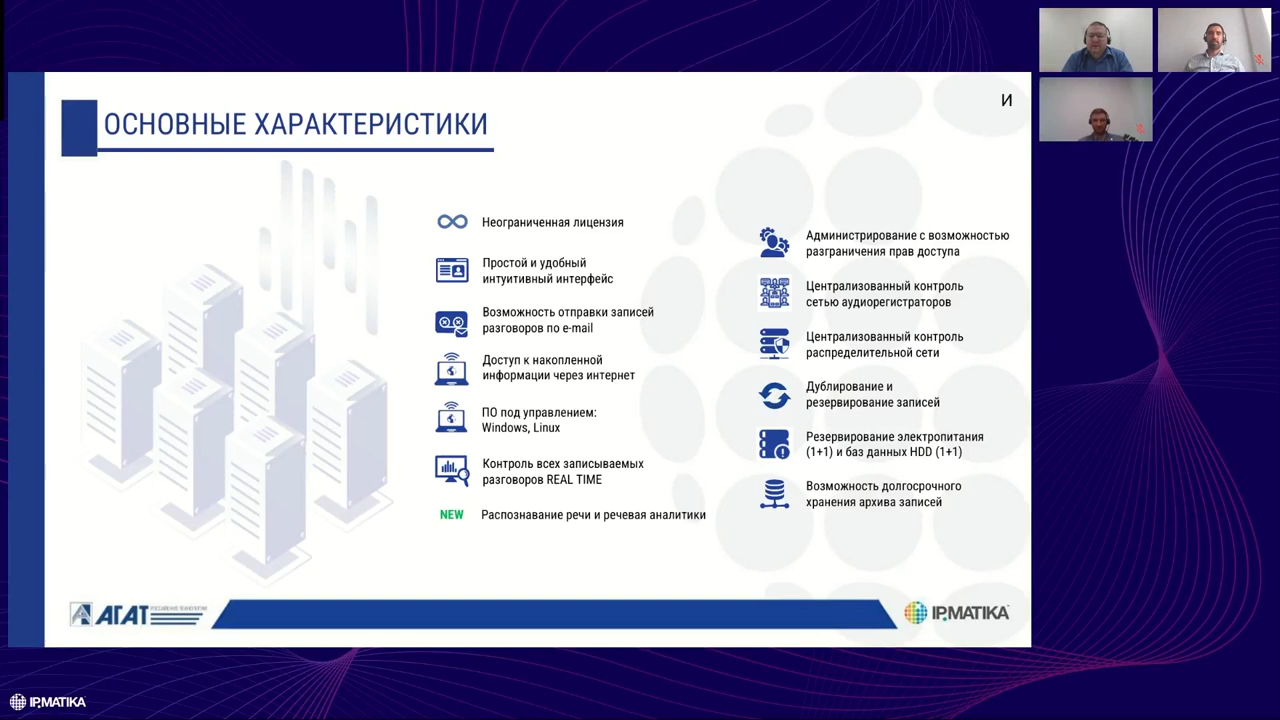 И
ОСНОВНЫЕ ХАРАКТЕРИСТИКИ
Неограниченная лицензия
Простой и удобный
интуитивный интерфейс
Возможность отправки записей
разговоров по e-mail
Доступ к накопленной
информации через интернет
ПО под управлением:
Windows, Linux
Контроль всех записываемых
разговоров REAL TIME
NEW
Распознавание речи и речевая аналитики
Администрирование с возможностью
разграничения прав доступа
Централизованный контроль
сетью аудиорегистраторов
Централизованный контроль
распределительной сети
Дублирование и
резервирование записей
Резервирование электропитания
(1+1) и баз данных HDD (1+1)
Возможность долгосрочного
хранения архива записей
АГАТ
РОССИЙСКИЕ ТЕХНОЛОГИИ
IP.MATIKA
IP.MATIKA